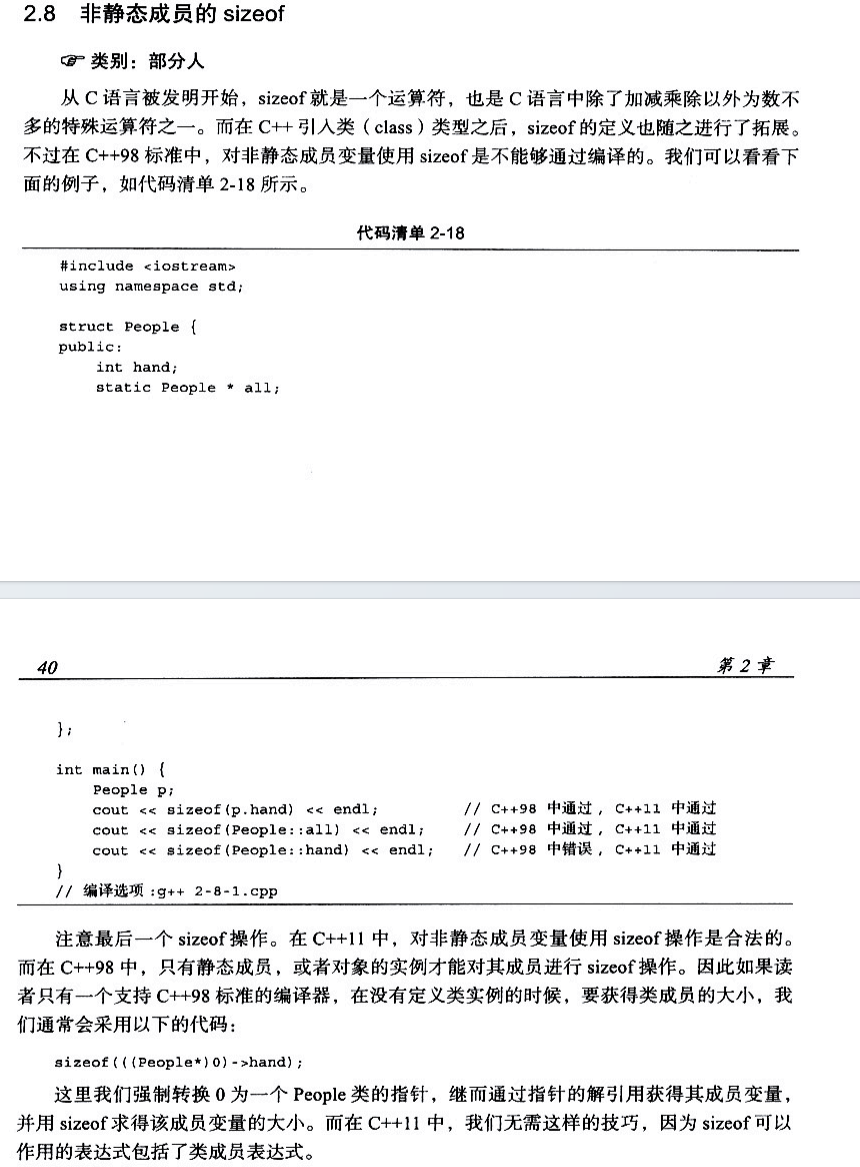 2.8 非静态成员的 sizeof
☞ 类别：部分人
从 C 语言被发明开始，sizeof 就是一个运算符，也是 C 语言中除了加减乘除以外为数不
多的特殊运算符之一。而在 C++ 引入类（class）类型之后，sizeof 的定义也随之进行了拓展。
不过在 C++98 标准中，对非静态成员变量使用 sizeof 是不能够通过编译的。我们可以看看下
面的例子，如代码清单 2-18 所示。
代码清单 2-18
#include <iostream>
using namespace std;
struct People {
public:
int hand;
static People * all;
40 第 2 章
};
int main() {
People p;
cout << sizeof(p.hand) << endl; // C++98 中通过, C++11 中通过
cout << sizeof(People::all) << endl; // C++98 中通过, C++11 中通过
cout << sizeof(People::hand) << endl; // C++98 中错误, C++11 中通过
}
// 编译选项:g++ 2-8-1.cpp
注意最后一个 sizeof 操作。在 C++11 中，对非静态成员变量使用 sizeof 操作是合法的。
而在 C++98 中，只有静态成员，或者对象的实例才能对其成员进行 sizeof 操作。因此如果读
者只有一个支持 C++98 标准的编译器，在没有定义类实例的时候，要获得类成员的大小，我
们通常会采用以下的代码：
sizeof(((People*)0)->hand);
这里我们强制转换 0 为一个 People 类的指针，继而通过指针的解引用获得其成员变量，
并用 sizeof 求得该成员变量的大小。而在 C++11 中，我们无需这样的技巧，因为 sizeof 可以
作用的表达式包括了类成员表达式。